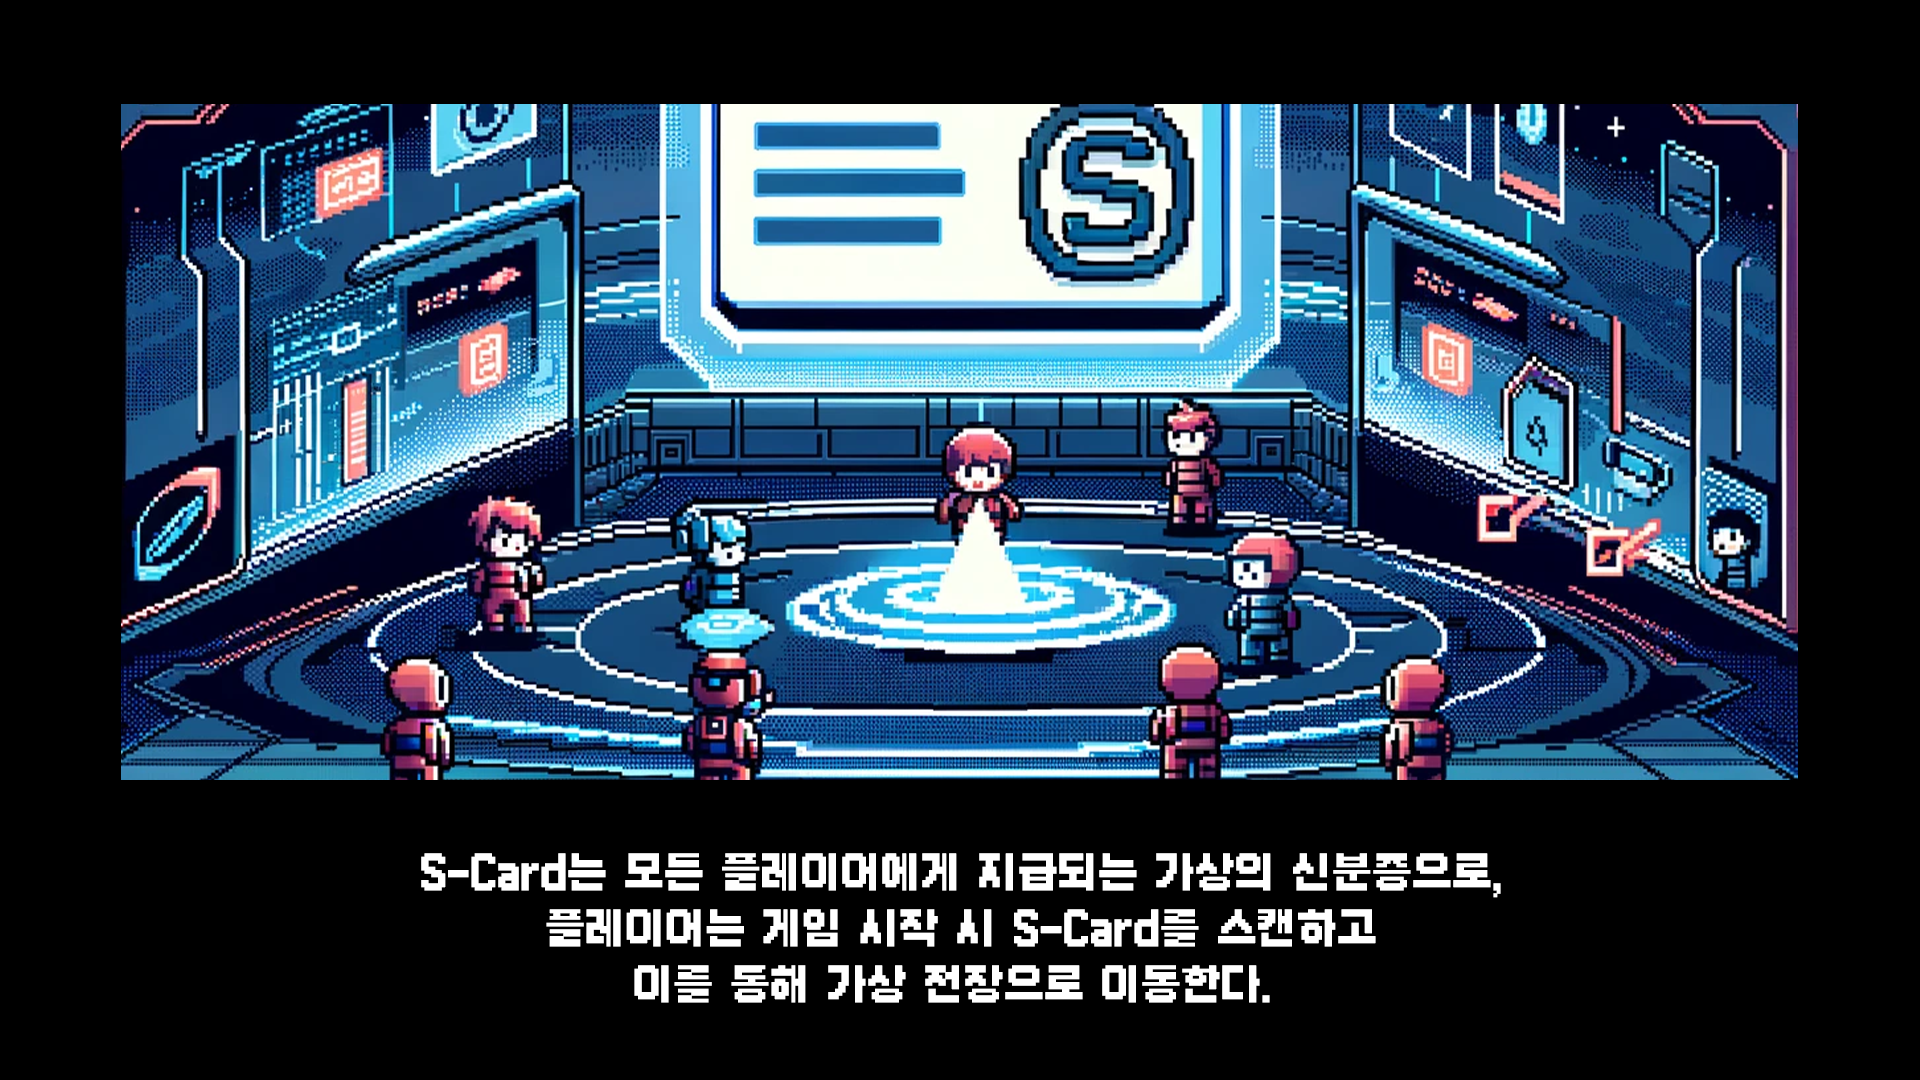 S
S-Card는 모든 플레이어에게 지급되는 가상의 신분증으로,
플레이어는 게임 시작 시 S-Card를 스캔하고
이를 통해 가상 전장으로 이동한다.